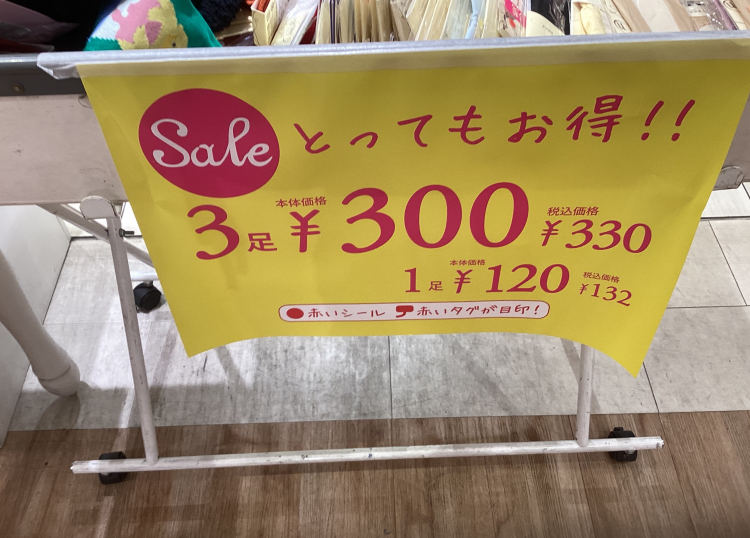 Sale とってもお得!!
本体価格 税込価格
3足 ¥300 ¥330
本体価格 税込価格
1足 ¥120 ¥132
●赤いシール 赤いタグが目印!